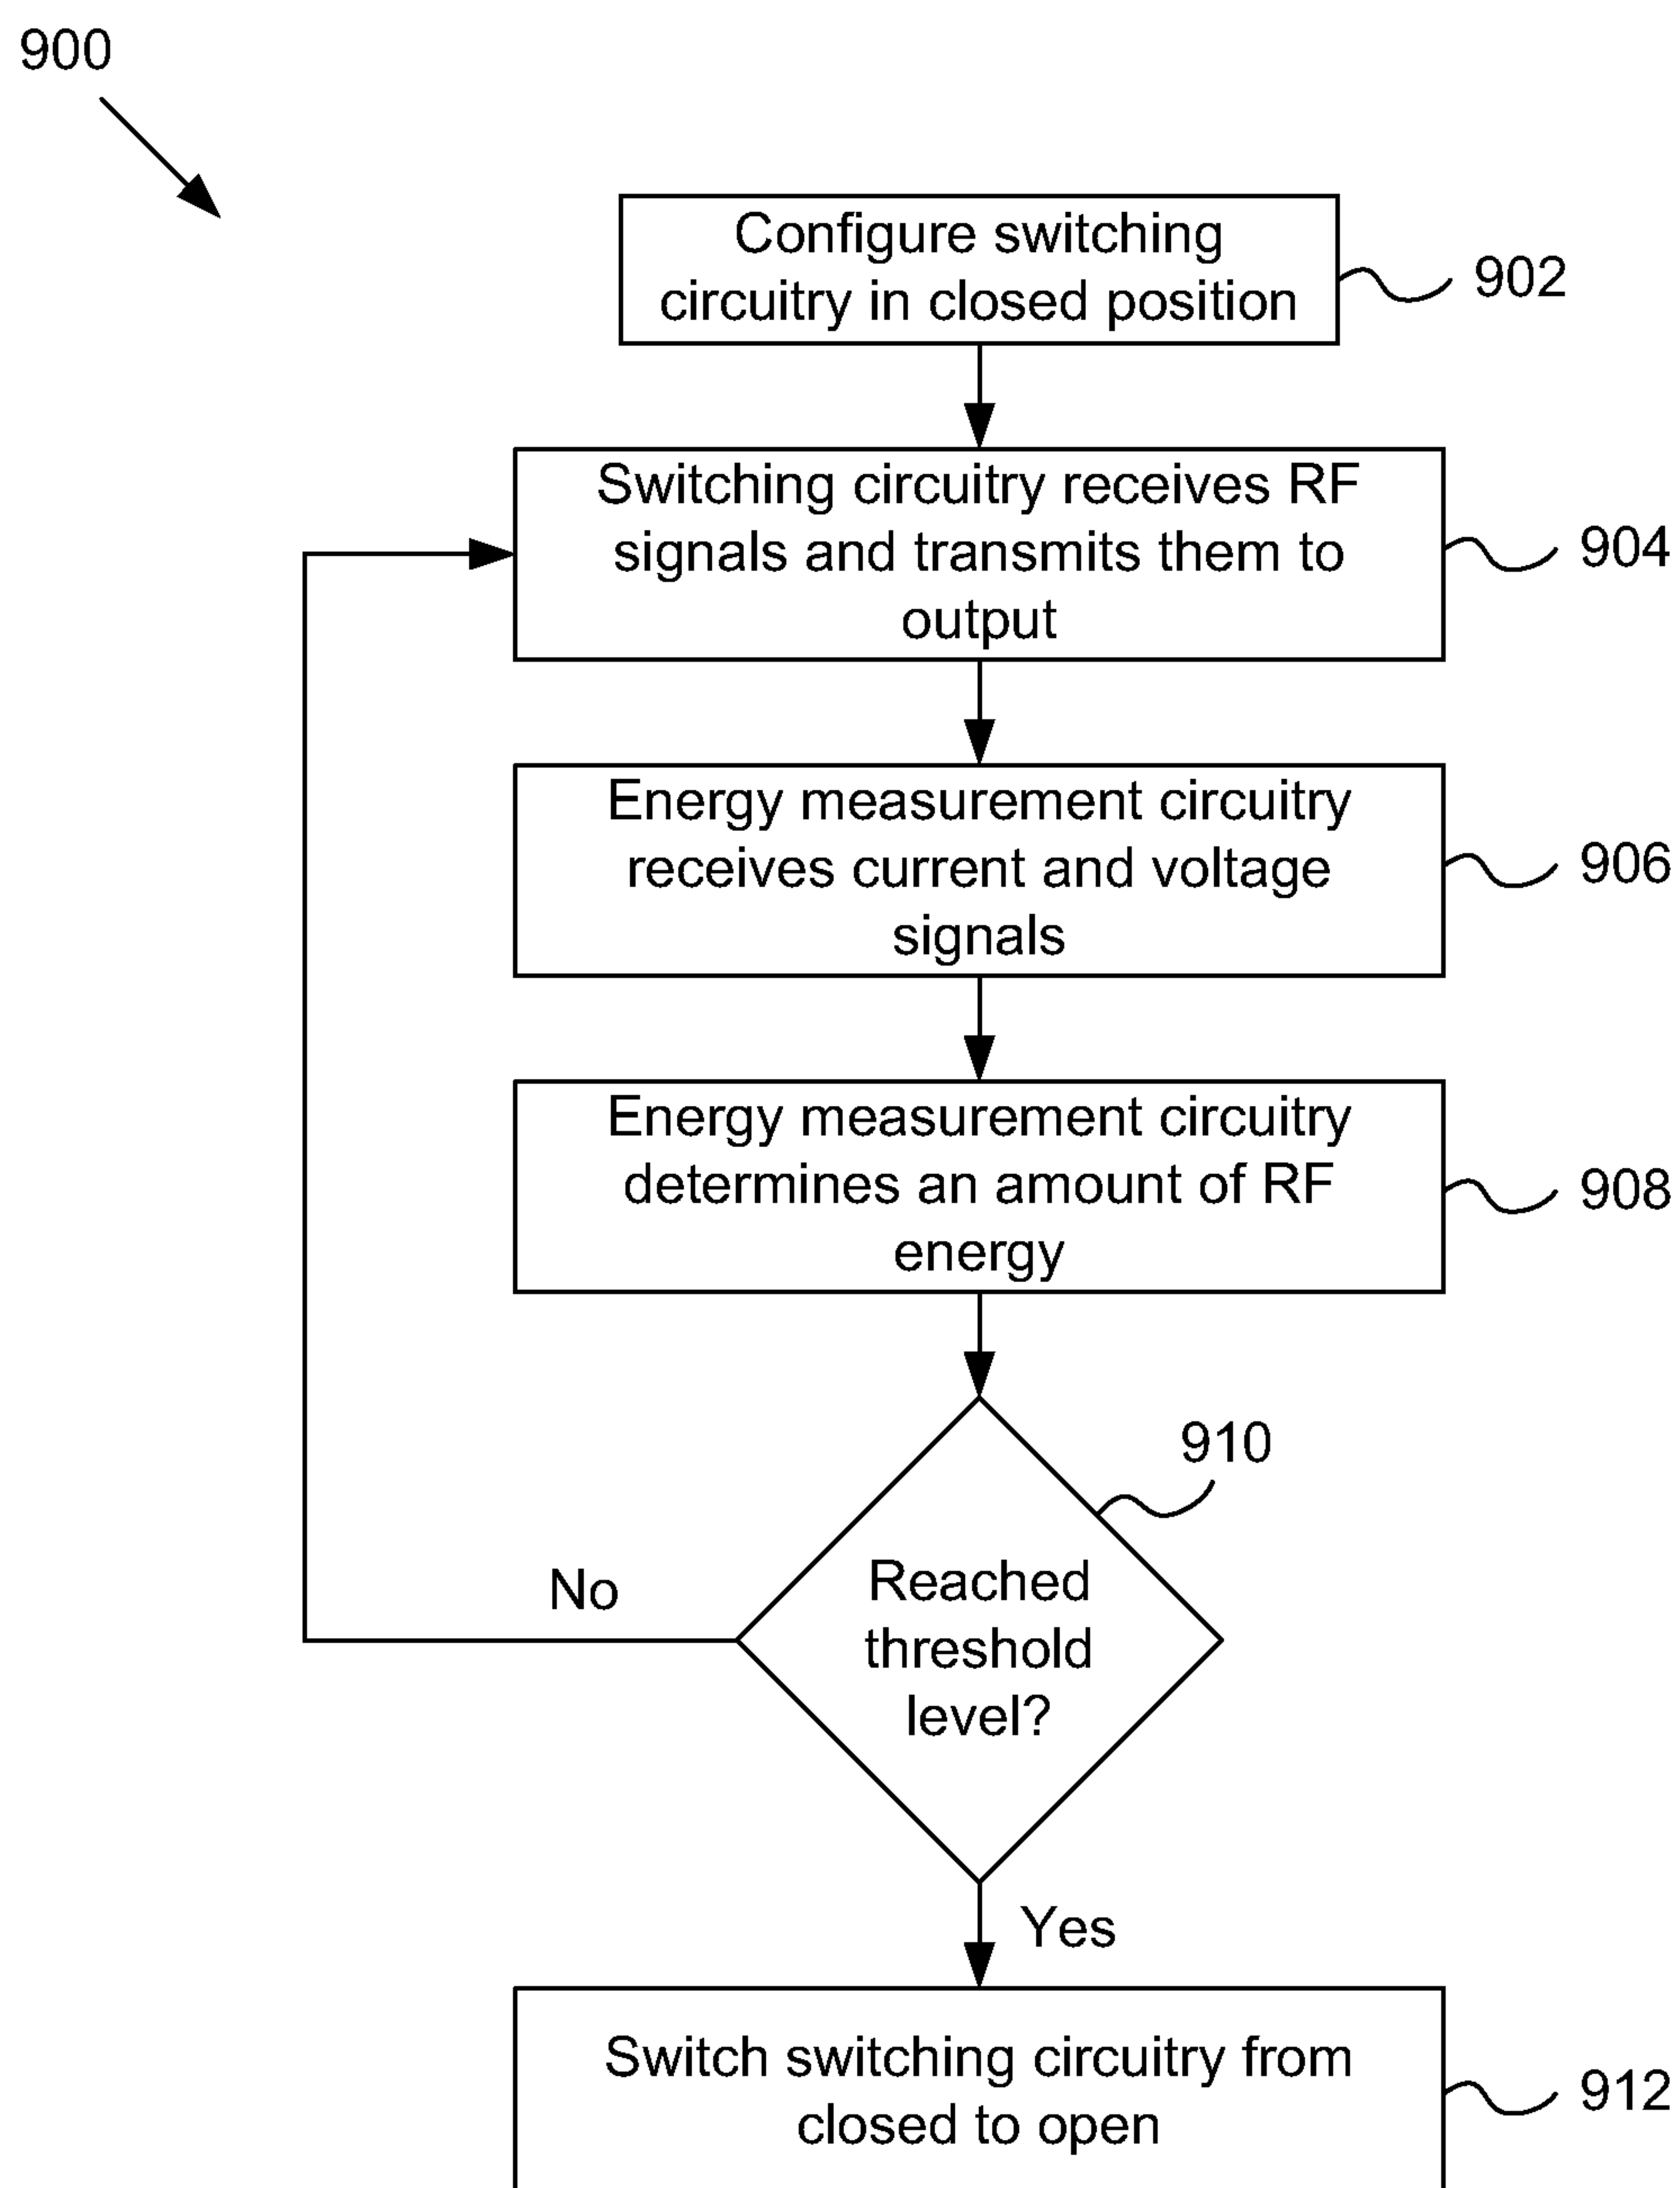 900
Configure switching
circuitry in closed position
902
Switching circuitry receives RF
signals and transmits them to
output
904
Energy measurement circuitry
receives current and voltage
signals
906
Energy measurement circuitry
determines an amount of RF
energy
908
910
Reached
threshold
level?
No
Yes
Switch switching circuitry from
closed to open
912